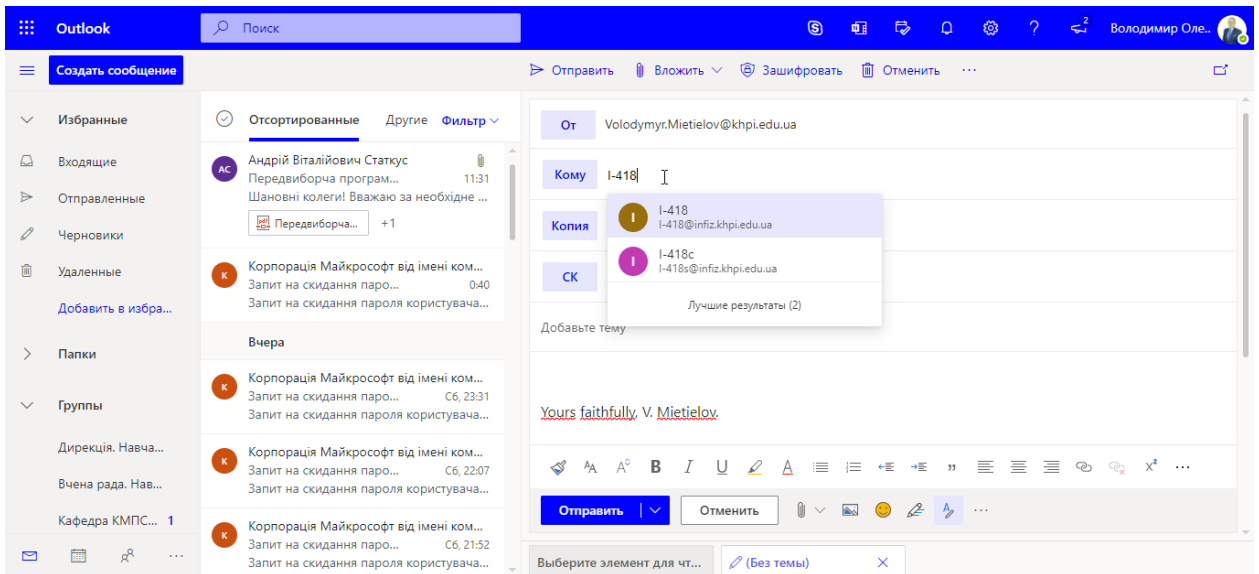 Outlook
Поиск
2
Володимир Оле..
Создать сообщение
Отправить
Вложить
Зашифровать
Отменить
...
Избранные
Входящие
Отправленные
Черновики
Удаленные
Добавить в избра...
Папки
Группы
Дирекція. Навча...
Вчена рада. Нав...
Кафедра КМПС... 1
...
Отсортированные
Другие
Фильтр
АС
Андрій Віталійович Статкус
Передвиборча програм... 11:31
Шановні колеги! Вважаю за необхідне ...
Передвиборча... +1
К
Корпорація Майкрософт від імені ком...
Запит на скидання паро... 0:40
Запит на скидання пароля користувача...
Вчера
К
Корпорація Майкрософт від імені ком...
Запит на скидання паро... Сб, 23:31
Запит на скидання пароля користувача...
К
Корпорація Майкрософт від імені ком...
Запит на скидання паро... Сб, 22:07
Запит на скидання пароля користувача...
К
Корпорація Майкрософт від імені ком...
Запит на скидання паро... Сб, 21:52
Запит на скидання пароля користувача...
От Volodymyr.Mietielov@khpi.edu.ua
Кому І-418
Копия
СК
І
І-418
I-418@infiz.khpi.edu.ua
І
І-418с
I-418s@infiz.khpi.edu.ua
Лучшие результаты (2)
Добавьте тему
Yours faithfully, V. Mietielov.
Отправить
Отменить
...
Выберите элемент для чт...
(Без темы)